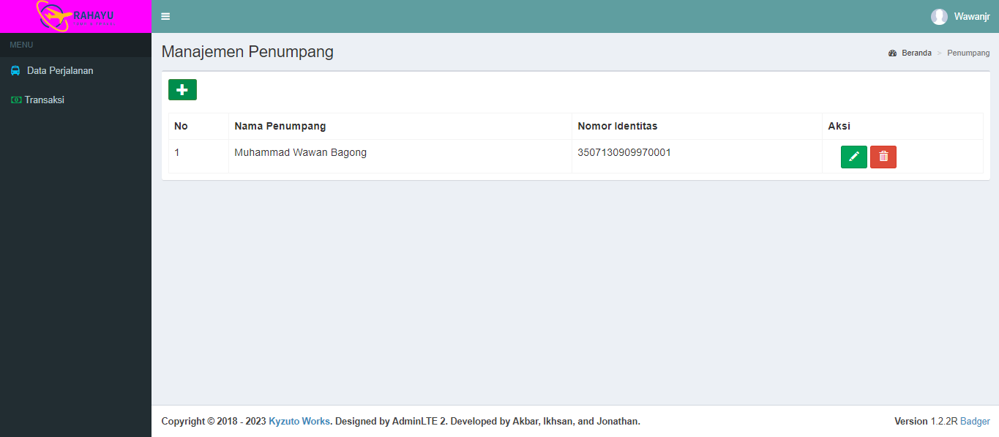 RAHAYU
Wawanjr
MENU
Data Perjalanan
Transaksi
Manajemen Penumpang
Beranda > Penumpang
No Nama Penumpang Nomor Identitas Aksi
1 Muhammad Wawan Bagong 3507130909970001
Copyright © 2018 - 2023 Kyzuto Works. Designed by AdminLTE 2. Developed by Akbar, Ikhsan, and Jonathan.
Version 1.2.2R Badger